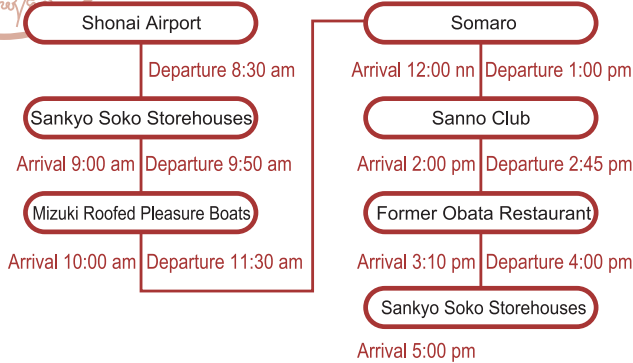 Shonai Airport
Departure 8:30 am
Sankyo Soko Storehouses
Arrival 9:00 am Departure 9:50 am
Mizuki Roofed Pleasure Boats
Arrival 10:00 am Departure 11:30 am
Somaro
Arrival 12:00 nn Departure 1:00 pm
Sanno Club
Arrival 2:00 pm Departure 2:45 pm
Former Obata Restaurant
Arrival 3:10 pm Departure 4:00 pm
Sankyo Soko Storehouses
Arrival 5:00 pm